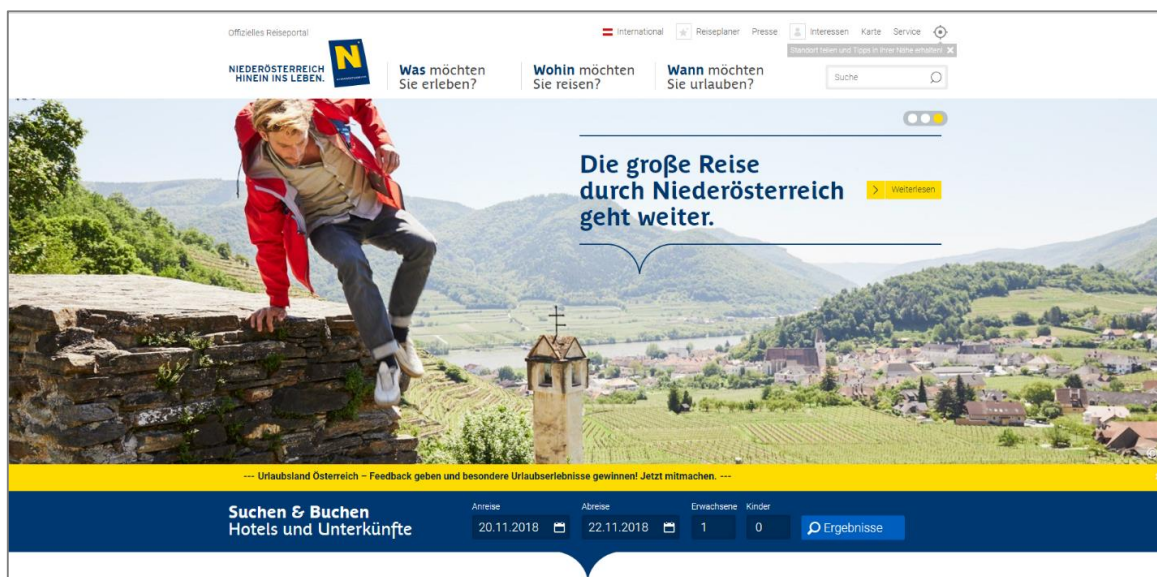 Offizielles Reiseportal
International Reiseplaner Presse Interessen Karte Service
Standort teilen und Tipps in Ihrer Nähe erhalten! X
NIEDERÖSTERREICH
HINEIN INS LEBEN.
N
Was möchten
Sie erleben?
Wohin möchten
Sie reisen?
Wann möchten
Sie urlauben?
Suche
Die große Reise
durch Niederösterreich
geht weiter.
Weiterlesen
--- Urlaubsland Österreich – Feedback geben und besondere Urlaubserlebnisse gewinnen! Jetzt mitmachen. ---
Suchen & Buchen
Hotels und Unterkünfte
Anreise
20.11.2018
Abreise
22.11.2018
Erwachsene
1
Kinder
0
Ergebnisse